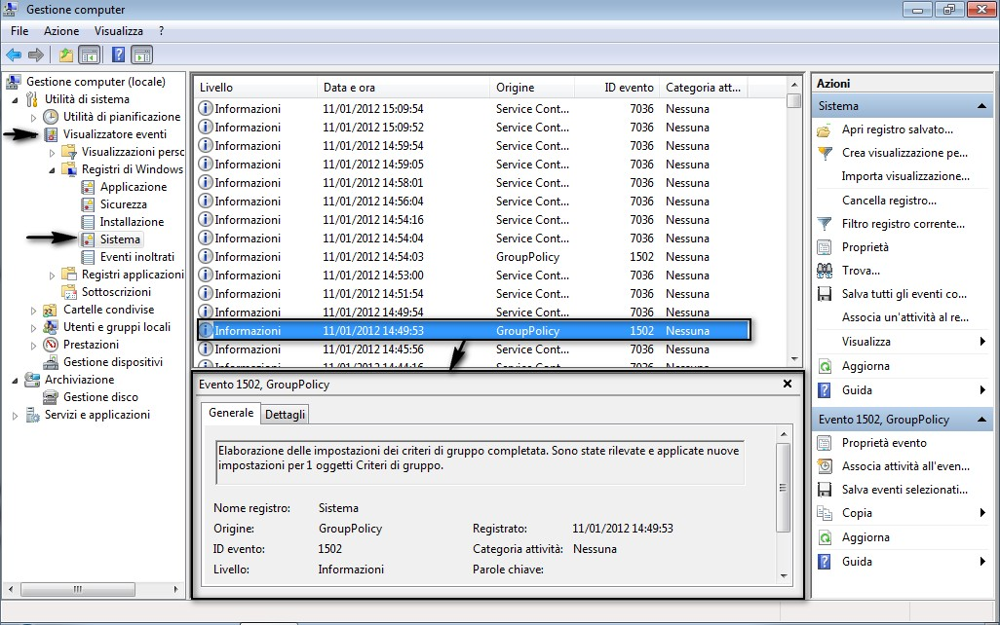 Gestione computer
File Azione Visualizza ?
Gestione computer (locale)
Utilità di sistema
Utilità di pianificazione
Visualizzatore eventi
Visualizzazioni perso
Registri di Windows
Applicazione
Sicurezza
Installazione
Sistema
Eventi inoltrati
Registri applicazioni
Sottoscrizioni
Cartelle condivise
Utenti e gruppi locali
Prestazioni
Gestione dispositivi
Archiviazione
Gestione disco
Servizi e applicazioni
Livello Data e ora Origine ID evento Categoria att...
Informazioni 11/01/2012 15:09:54 Service Cont... 7036 Nessuna
Informazioni 11/01/2012 15:09:52 Service Cont... 7036 Nessuna
Informazioni 11/01/2012 14:59:54 Service Cont... 7036 Nessuna
Informazioni 11/01/2012 14:59:05 Service Cont... 7036 Nessuna
Informazioni 11/01/2012 14:58:01 Service Cont... 7036 Nessuna
Informazioni 11/01/2012 14:56:04 Service Cont... 7036 Nessuna
Informazioni 11/01/2012 14:54:16 Service Cont... 7036 Nessuna
Informazioni 11/01/2012 14:54:04 Service Cont... 7036 Nessuna
Informazioni 11/01/2012 14:54:03 GroupPolicy 1502 Nessuna
Informazioni 11/01/2012 14:53:00 Service Cont... 7036 Nessuna
Informazioni 11/01/2012 14:51:54 Service Cont... 7036 Nessuna
Informazioni 11/01/2012 14:49:54 Service Cont... 7036 Nessuna
Informazioni 11/01/2012 14:49:53 GroupPolicy 1502 Nessuna
Informazioni 11/01/2012 14:45:56 Service Cont... 7036 Nessuna
Informazioni 11/01/2012 14:44:16 Service Cont... 7036 Nessuna
Evento 1502, GroupPolicy
Generale Dettagli
Elaborazione delle impostazioni dei criteri di gruppo completata. Sono state rilevate e applicate nuove
impostazioni per 1 oggetti Criteri di gruppo.
Nome registro: Sistema
Origine: GroupPolicy Registrato: 11/01/2012 14:49:53
ID evento: 1502 Categoria attività: Nessuna
Livello: Informazioni Parole chiave:
Azioni
Sistema
Apri registro salvato...
Crea visualizzazione pe...
Importa visualizzazione...
Cancella registro...
Filtro registro corrente...
Proprietà
Trova...
Salva tutti gli eventi co...
Associa un'attività al re...
Visualizza
Aggiorna
Guida
Evento 1502, GroupPolicy
Proprietà evento
Associa attività all'even...
Salva eventi selezionati...
Copia
Aggiorna
Guida